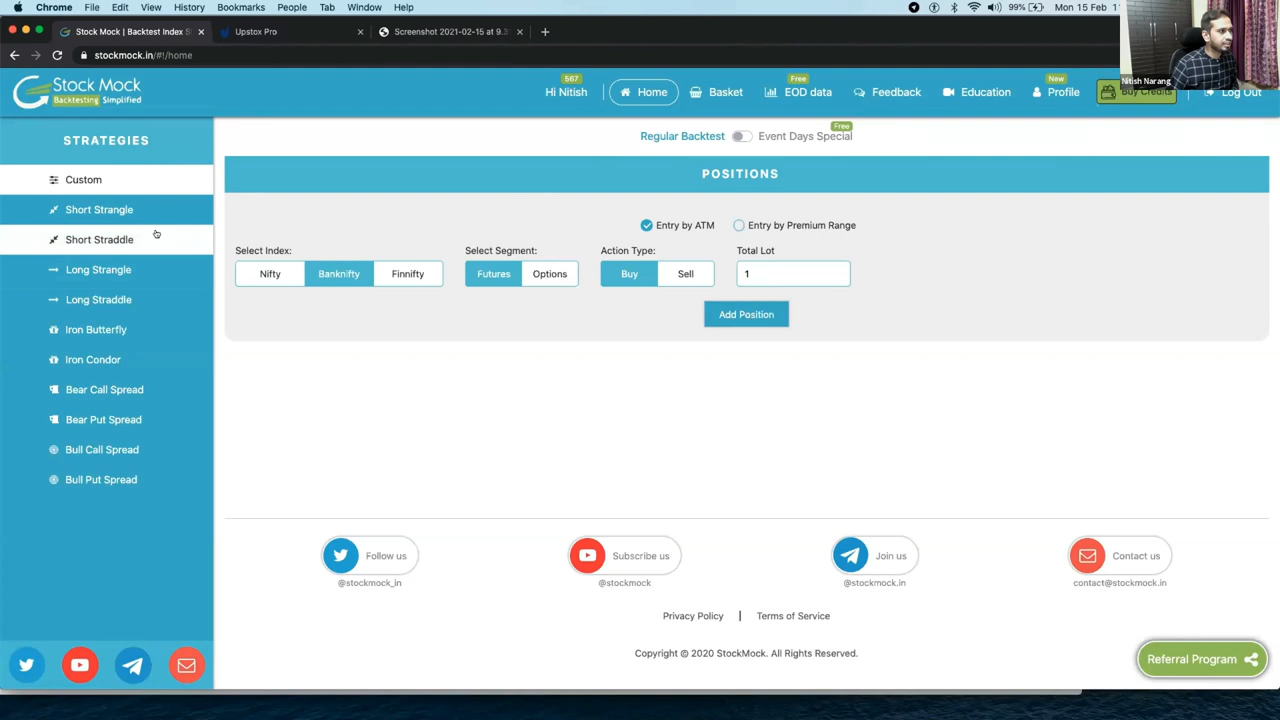 Chrome File Edit View History Bookmarks People Tab Window Help 99% Mon 15 Feb
Stock Mock | Backtest Index S
Upstox Pro
Screenshot 2021-02-15 at 9.3
stockmock.in/#!/home
Nitish Narang
Stock Mock
Backtesting Simplified
567
Hi Nitish
Home
Basket
Free
EOD data
Feedback
Education
New
Profile
Buy Credits
Log Out
STRATEGIES
Custom
Short Strangle
Short Straddle
Long Strangle
Long Straddle
Iron Butterfly
Iron Condor
Bear Call Spread
Bear Put Spread
Bull Call Spread
Bull Put Spread
Regular Backtest
Event Days Special
Free
POSITIONS
Entry by ATM
Entry by Premium Range
Select Index:
Select Segment:
Action Type:
Total Lot
Nifty
Banknifty
Finnifty
Futures
Options
Buy
Sell
1
Add Position
Follow us
@stockmock_in
Subscribe us
@stockmock
Join us
@stockmock.in
Contact us
contact@stockmock.in
Privacy Policy | Terms of Service
Copyright © 2020 StockMock. All Rights Reserved.
Referral Program